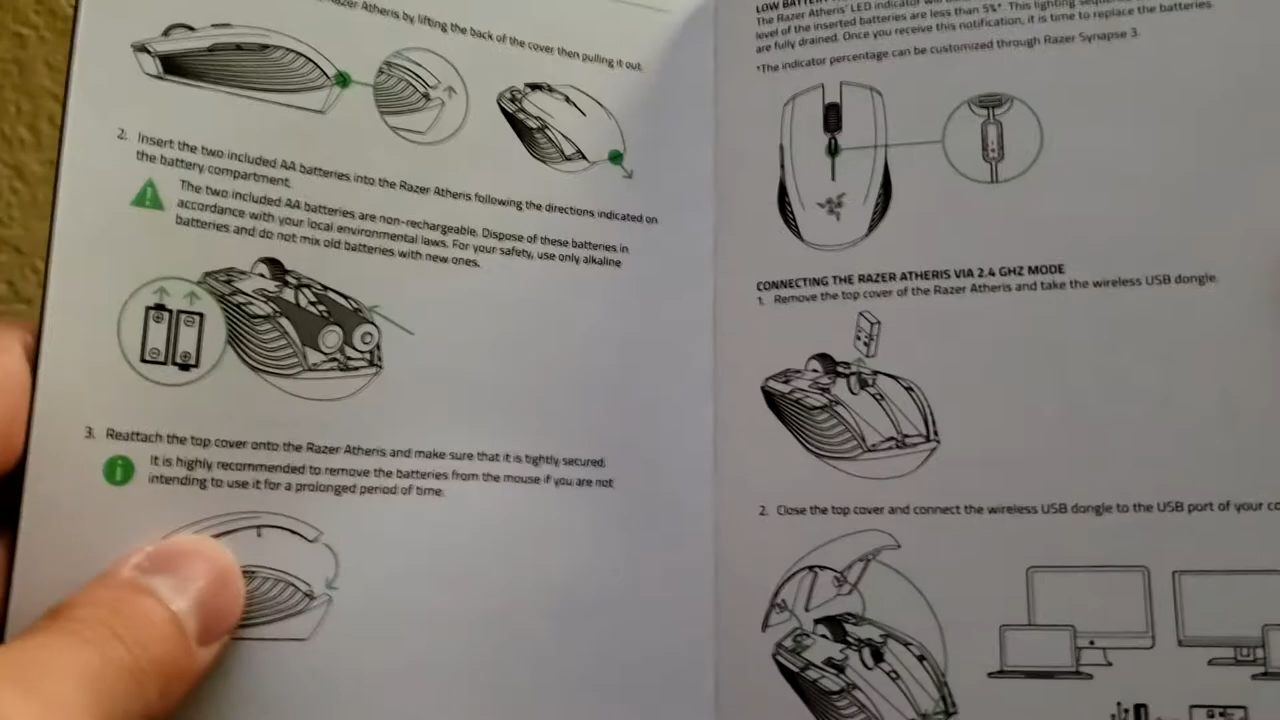 Razer Atheris by lifting the back of the cover then pulling it out.
2. Insert the two included AA batteries into the Razer Atheris following the directions indicated on
the battery compartment.
The two included AA batteries are non-rechargeable. Dispose of these batteries in
accordance with your local environmental laws. For your safety, use only alkaline
batteries and do not mix old batteries with new ones.
3. Reattach the top cover onto the Razer Atheris and make sure that it is tightly secured.
It is highly recommended to remove the batteries from the mouse if you are not
intending to use it for a prolonged period of time.
LOW
The Razer Atheris' LED indicator will
level of the inserted batteries are less than 5%*. This lighting
are fully drained. Once you receive this notification, it is time to replace the batteries.
*The indicator percentage can be customized through Razer Synapse 3.
CONNECTING THE RAZER ATHERIS VIA 2.4 GHZ MODE
1. Remove the top cover of the Razer Atheris and take the wireless USB dongle.
2. Close the top cover and connect the wireless USB dongle to the USB port of your